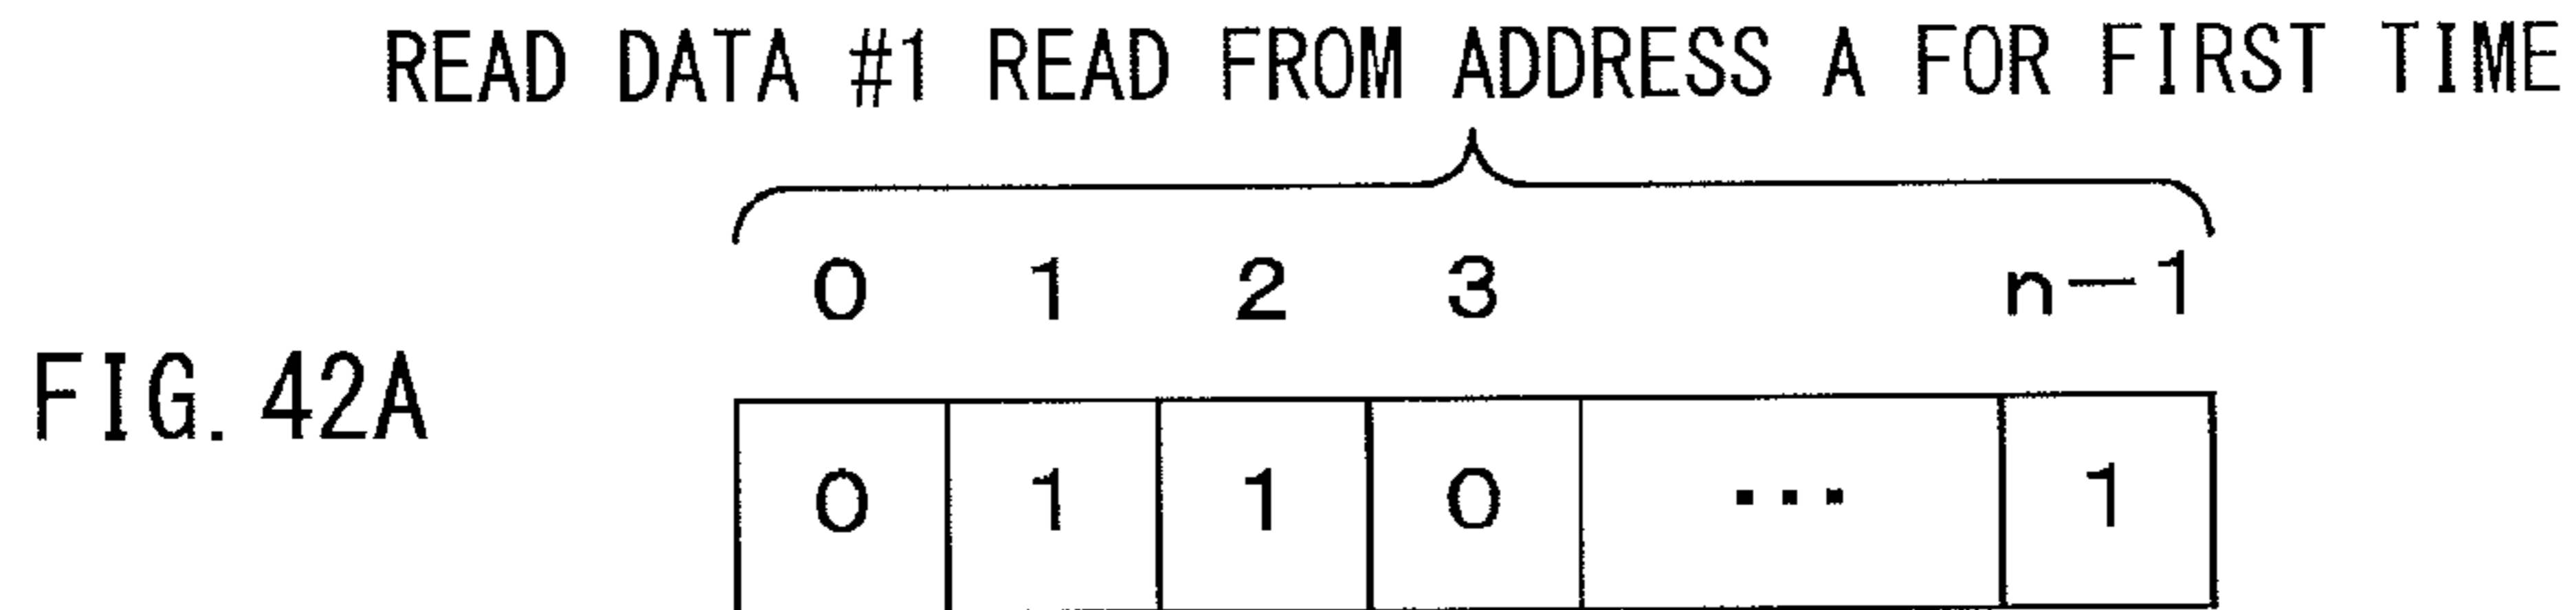 READ DATA #1 READ FROM ADDRESS A FOR FIRST TIME
0 1 2 3 n-1
FIG. 42A
0 1 1 0 ... 1